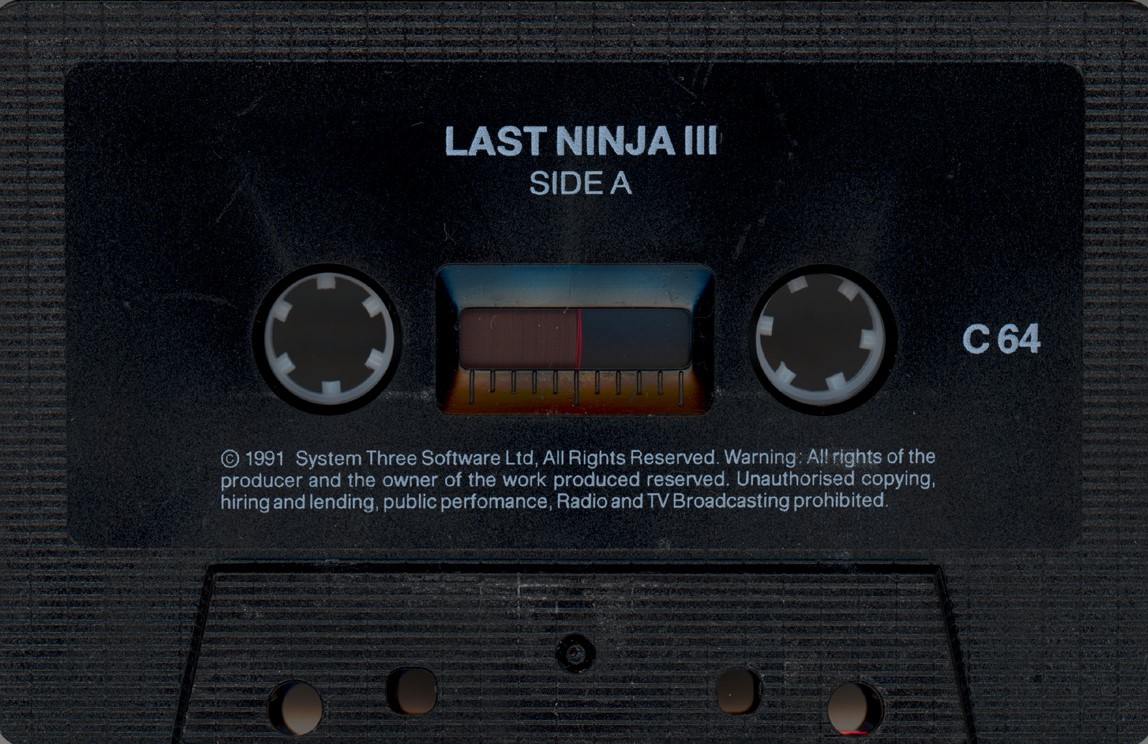 LAST NINJA III
SIDE A
C 64
© 1991 System Three Software Ltd, All Rights Reserved. Warning: All rights of the
producer and the owner of the work produced reserved. Unauthorised copying,
hiring and lending, public perfomance, Radio and TV Broadcasting prohibited.